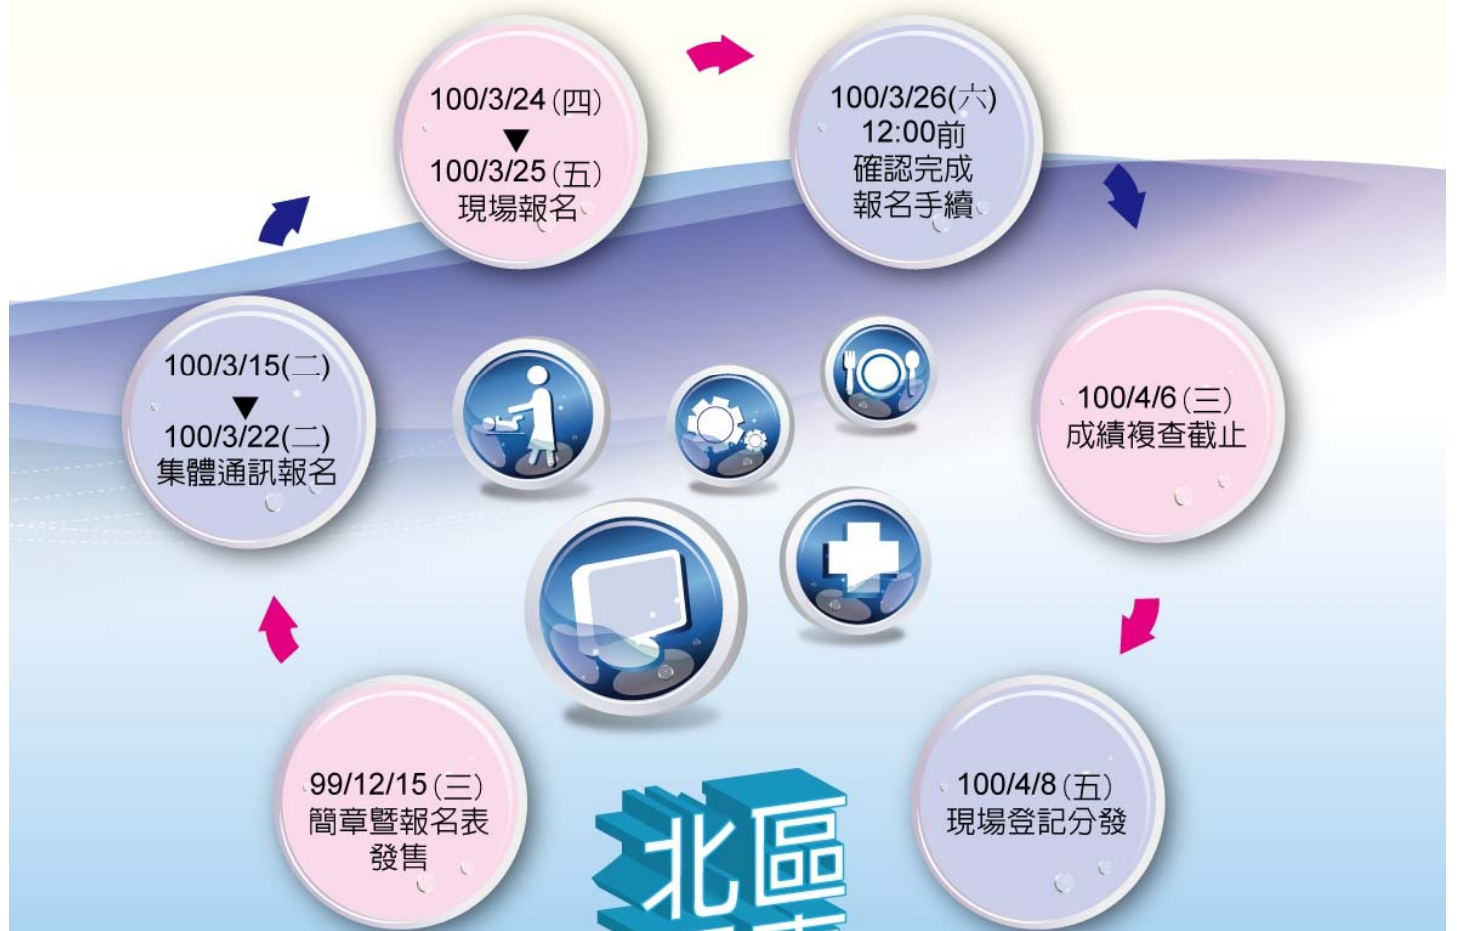 100/3/24(四)
▼
100/3/25(五)
現場報名
100/3/26(六)
12:00前
確認完成
報名手續
100/3/15(二)
▼
100/3/22(二)
集體通訊報名
100/4/6(三)
成績複查截止
99/12/15(三)
簡章暨報名表
發售
100/4/8(五)
現場登記分發
北區